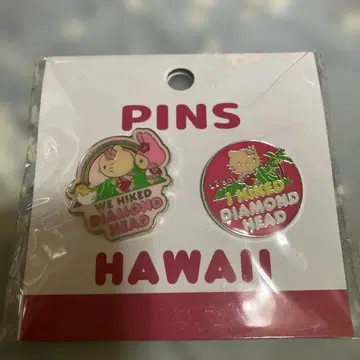 PINS
WE HIKED
DIAMOND
HEAD
I HIKED
DIAMOND
HEAD
HAWAII